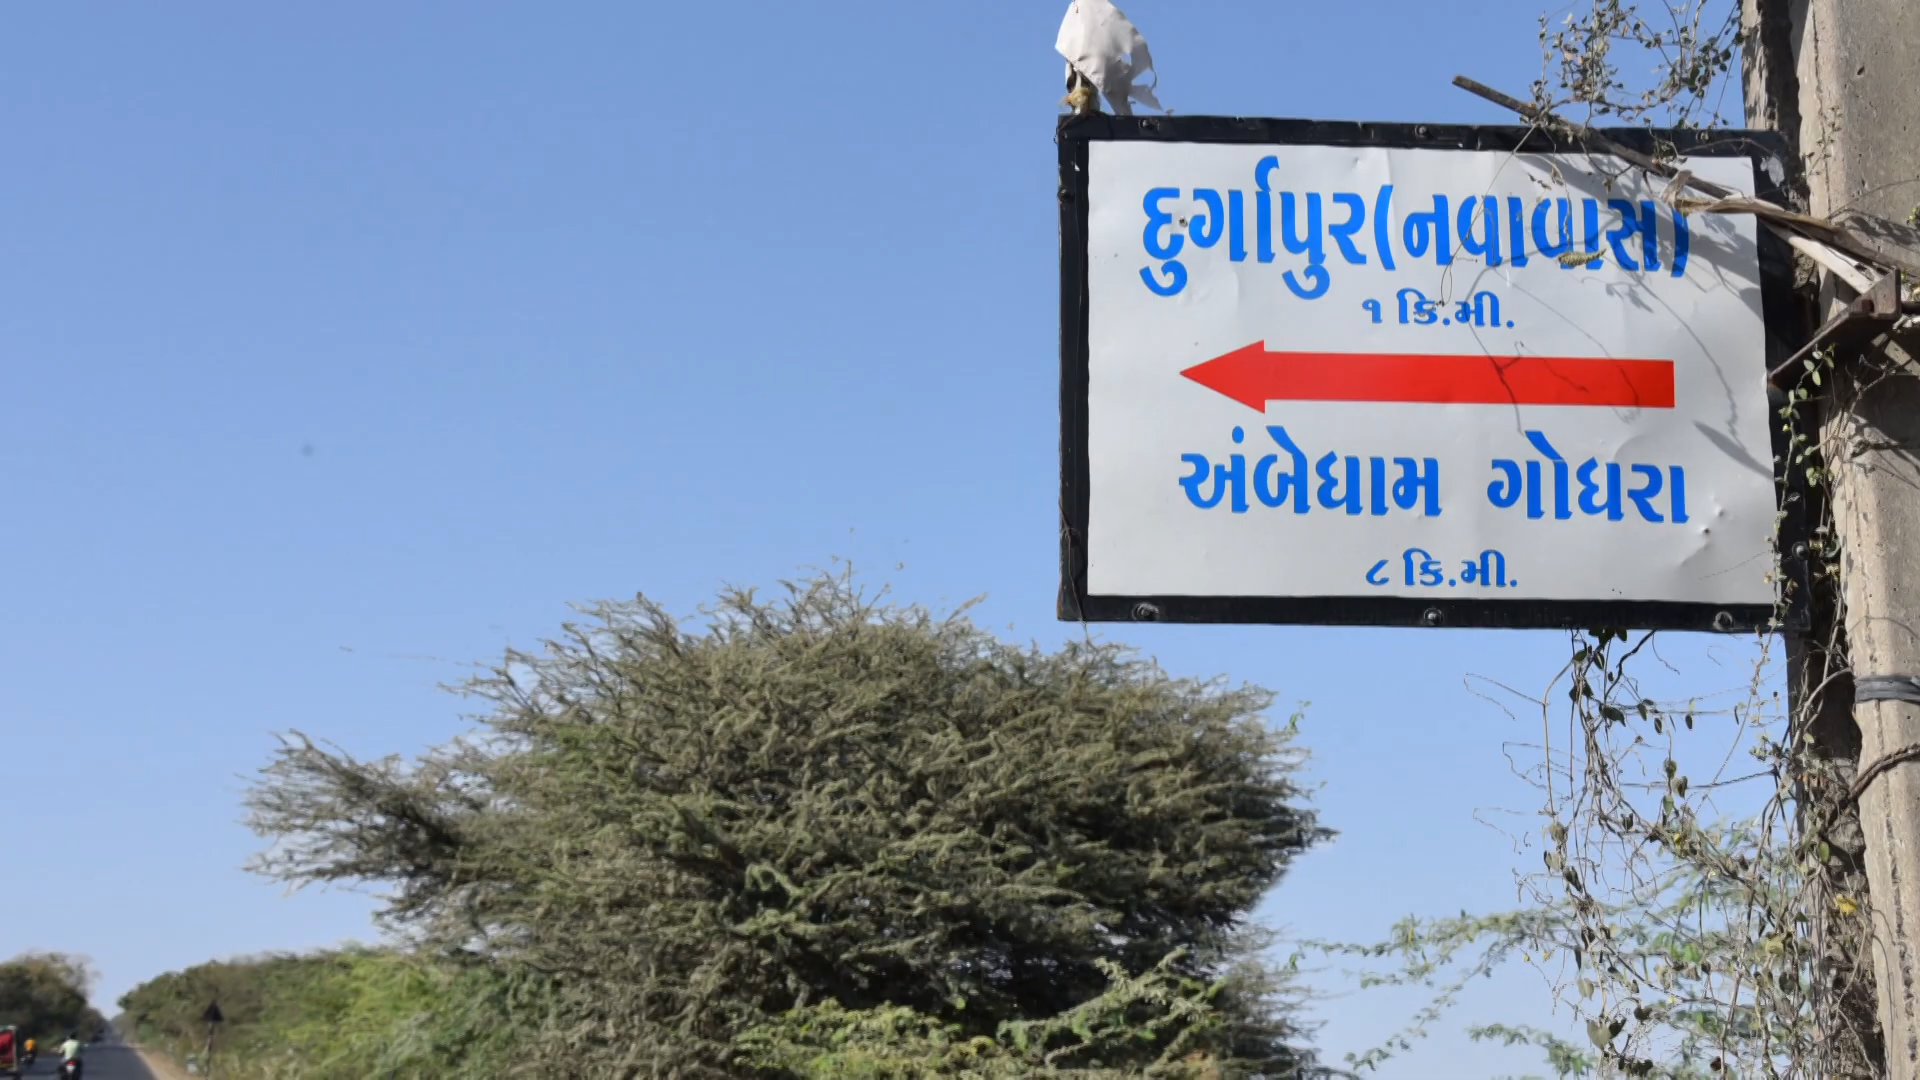 દુર્ગાપુર(નવાવાસ)
૧ કિ.મી.
અંબેધામ ગોધરા
૮ કિ.મી.